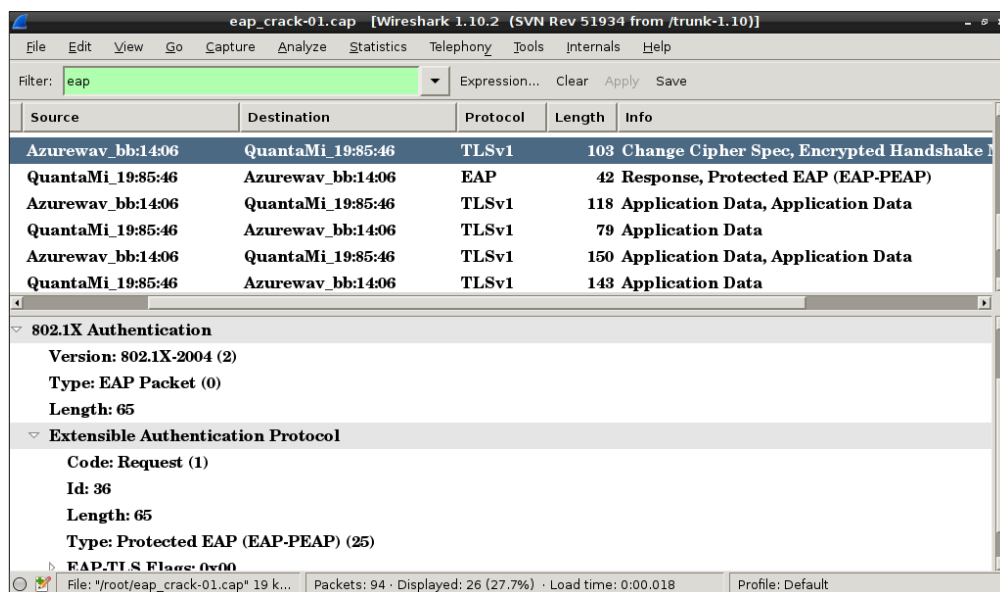 eap_crack-01.cap [Wireshark 1.10.2 (SVN Rev 51934 from /trunk-1.10)]
File Edit View Go Capture Analyze Statistics Telephony Tools Internals Help
Filter: eap Expression... Clear Apply Save
Source Destination Protocol Length Info
Azurewav_bb:14:06 QuantaMi_19:85:46 TLSv1 103 Change Cipher Spec, Encrypted Handshake
QuantaMi_19:85:46 Azurewav_bb:14:06 EAP 42 Response, Protected EAP (EAP-PEAP)
Azurewav_bb:14:06 QuantaMi_19:85:46 TLSv1 118 Application Data, Application Data
QuantaMi_19:85:46 Azurewav_bb:14:06 TLSv1 79 Application Data
Azurewav_bb:14:06 QuantaMi_19:85:46 TLSv1 150 Application Data, Application Data
QuantaMi_19:85:46 Azurewav_bb:14:06 TLSv1 143 Application Data
802.1X Authentication
Version: 802.1X-2004 (2)
Type: EAP Packet (0)
Length: 65
Extensible Authentication Protocol
Code: Request (1)
Id: 36
Length: 65
Type: Protected EAP (EAP-PEAP) (25)
EAP-TLS Flags: 0x00
File: "/root/eap_crack-01.cap" 19 k... Packets: 94 · Displayed: 26 (27.7%) · Load time: 0:00.018 Profile: Default